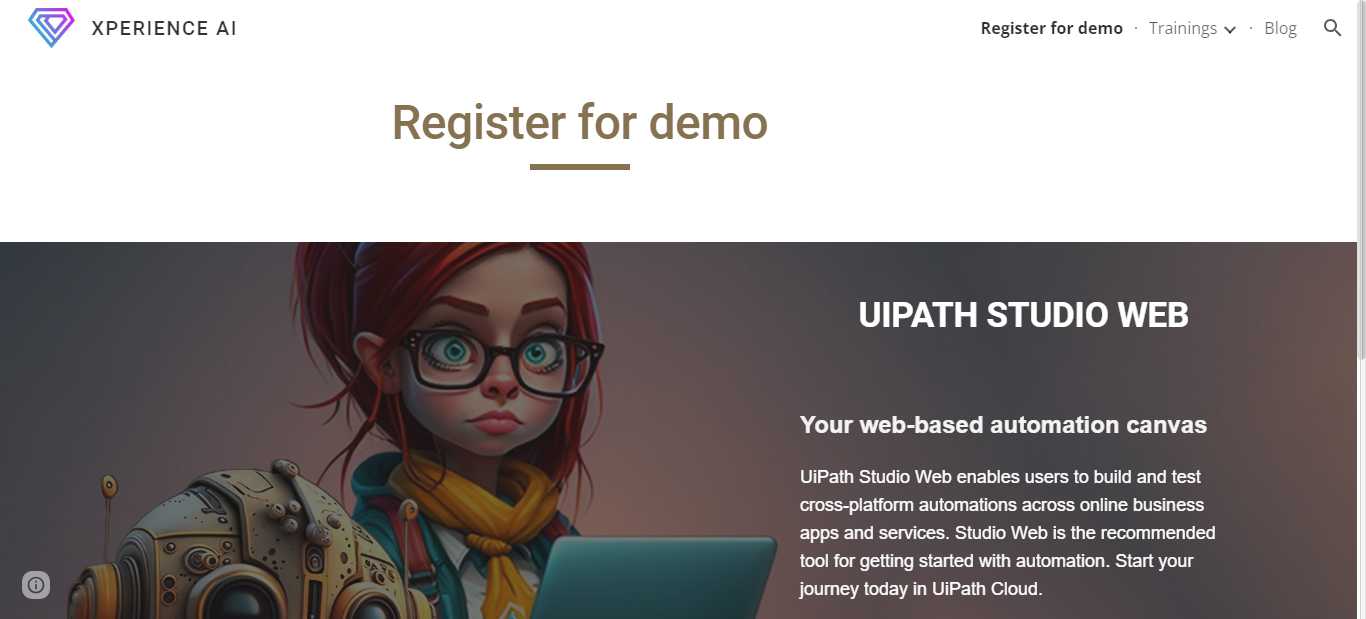 XPERIENCE AI
Register for demo · Trainings · Blog
Register for demo
UIPATH STUDIO WEB
Your web-based automation canvas
UiPath Studio Web enables users to build and test
cross-platform automations across online business
apps and services. Studio Web is the recommended
tool for getting started with automation. Start your
journey today in UiPath Cloud.